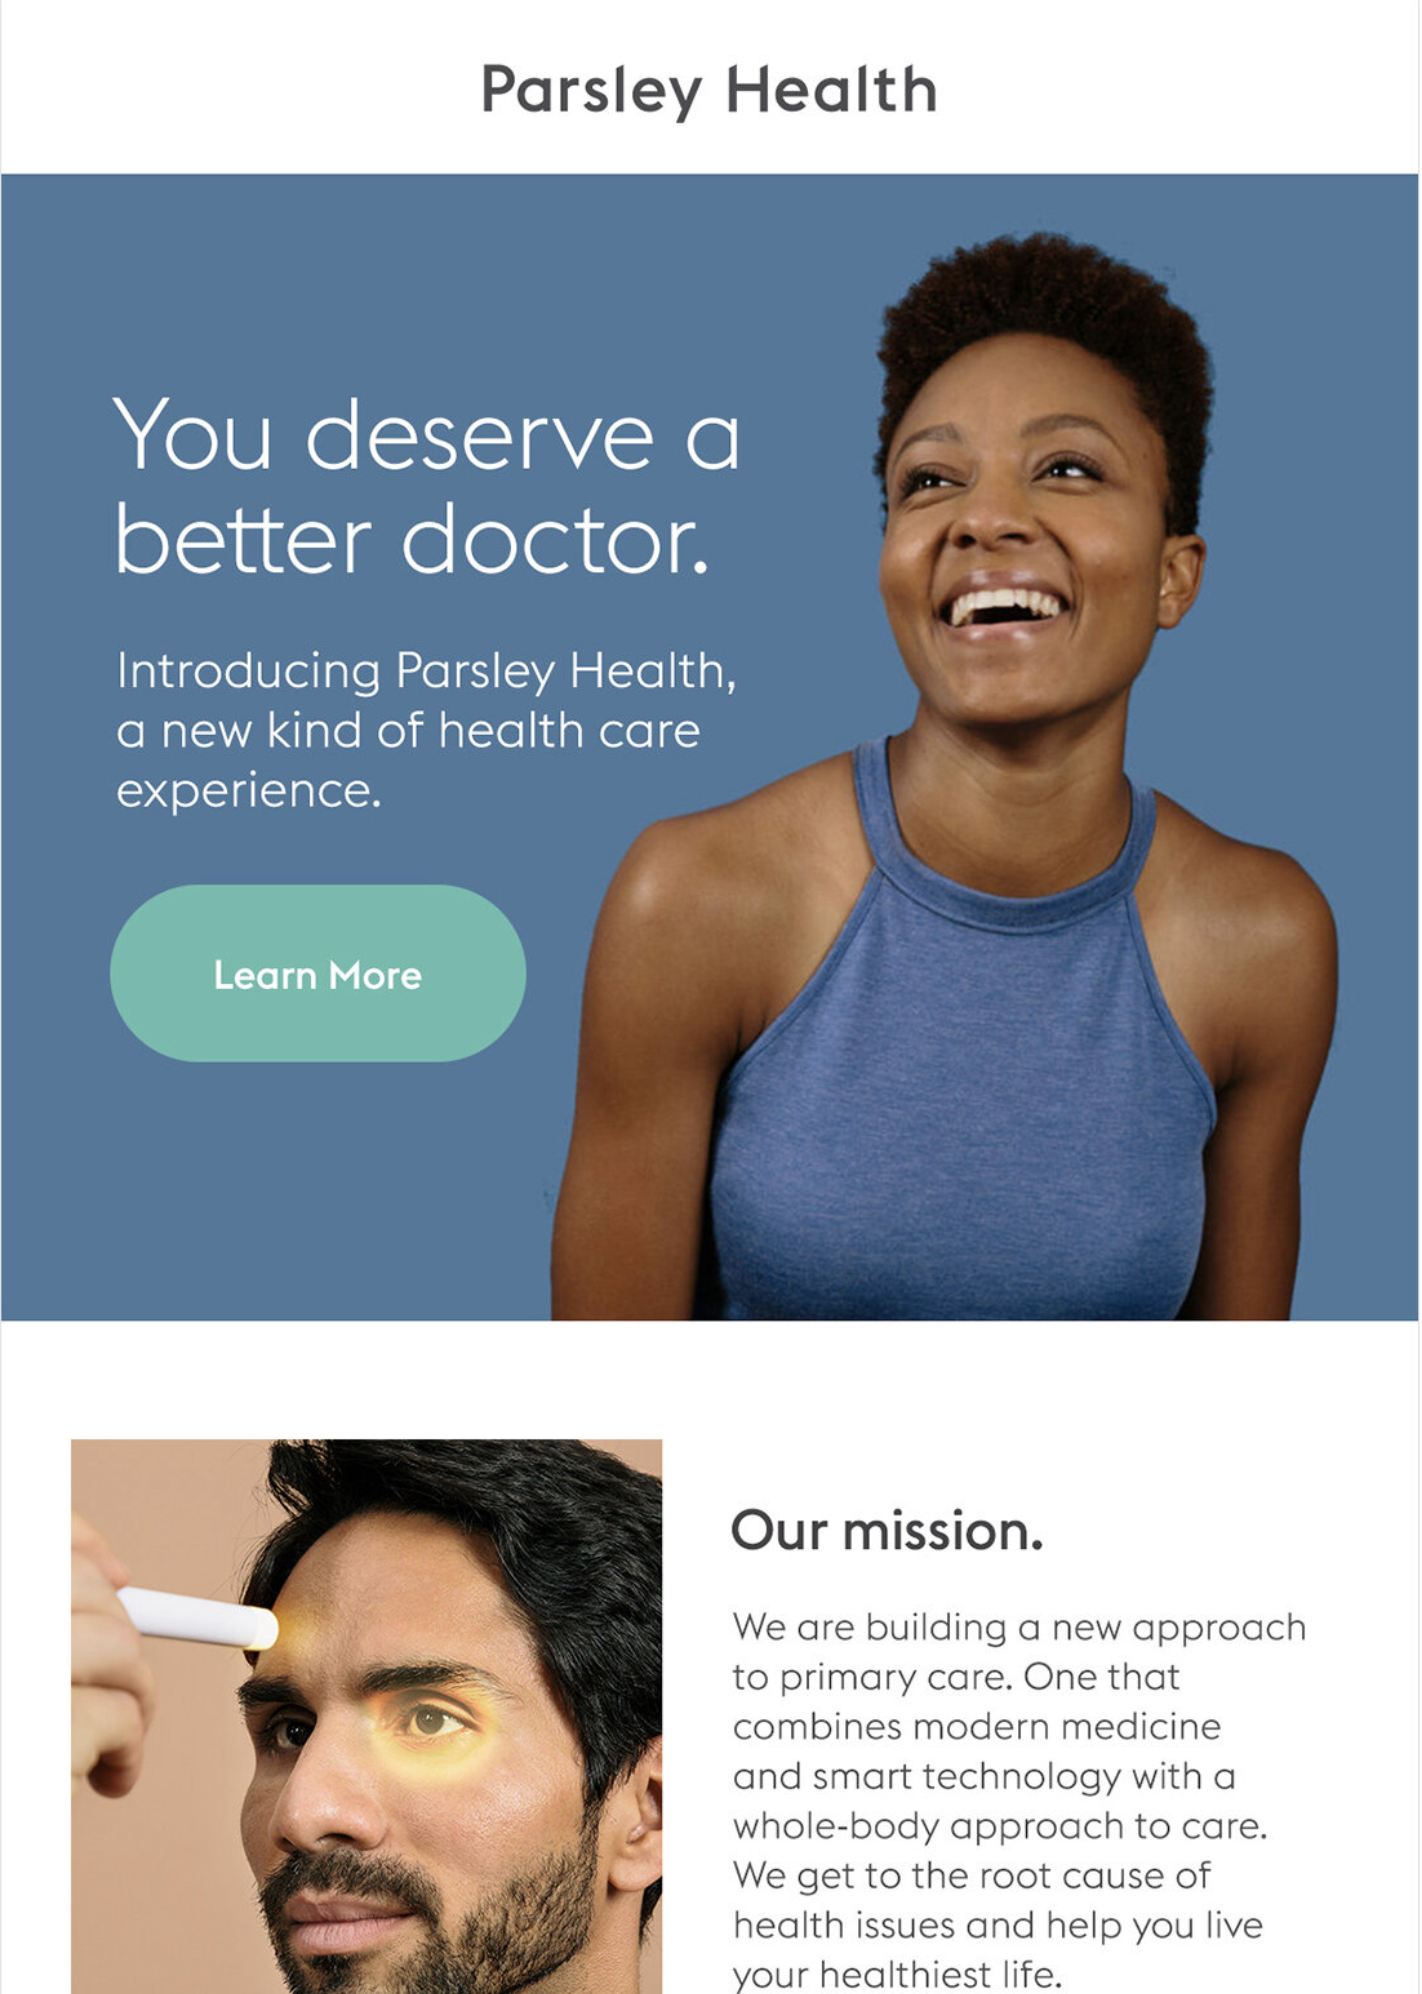 Parsley Health
You deserve a
better doctor.
Introducing Parsley Health,
a new kind of health care
experience.
Learn More
Our mission.
We are building a new approach
to primary care. One that
combines modern medicine
and smart technology with a
whole-body approach to care.
We get to the root cause of
health issues and help you live
your healthiest life.